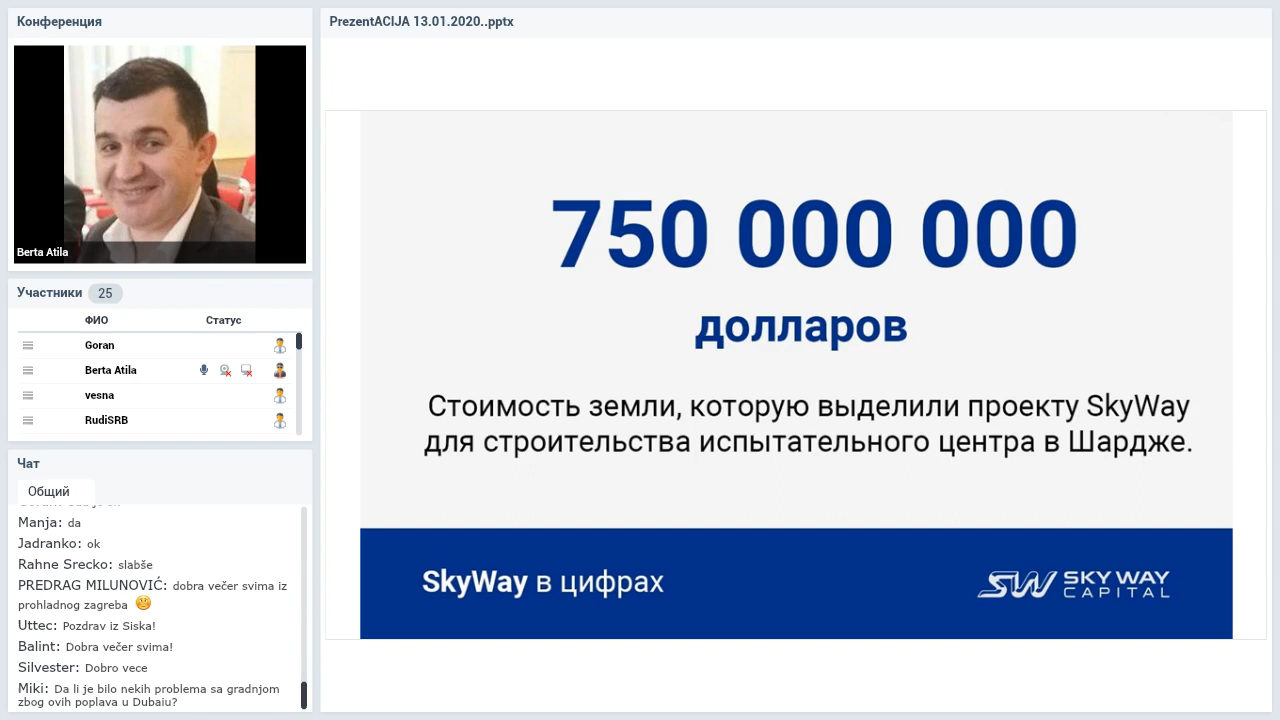 Конференция
Berta Atila
Участники 25
ФИО Статус
Goran
Berta Atila
vesna
RudiSRB
Чат
Общий
Manja: da
Jadranko: ok
Rahne Srecko: slabše
PREDRAG MILUNOVIĆ: dobra večer svima iz
prohladnog zagreba
Uttec: Pozdrav iz Siska!
Balint: Dobra večer svima!
Silvester: Dobro vece
Miki: Da li je bilo nekih problema sa gradnjom
zbog ovih poplava u Dubaiu?
PrezentACIJA 13.01.2020..pptx
750 000 000
долларов
Стоимость земли, которую выделили проекту SkyWay
для строительства испытательного центра в Шардже.
SkyWay в цифрах
SW SKY WAY
CAPITAL